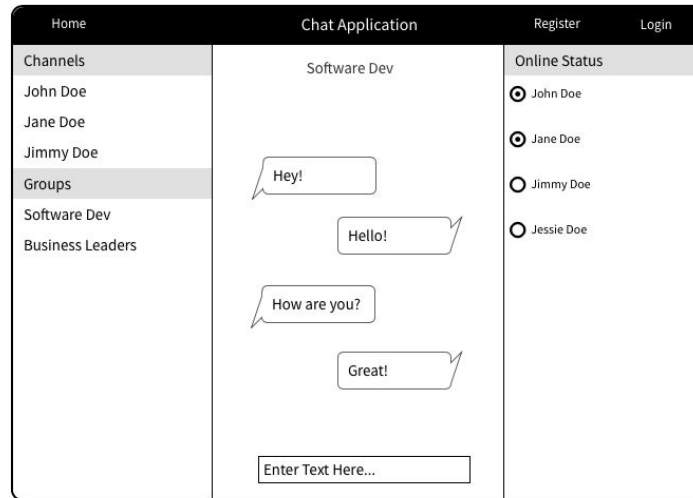 Home
Chat Application
Register
Login
Channels
John Doe
Jane Doe
Jimmy Doe
Groups
Software Dev
Business Leaders
Software Dev
Hey!
Hello!
How are you?
Great!
Enter Text Here...
Online Status
John Doe
Jane Doe
Jimmy Doe
Jessie Doe